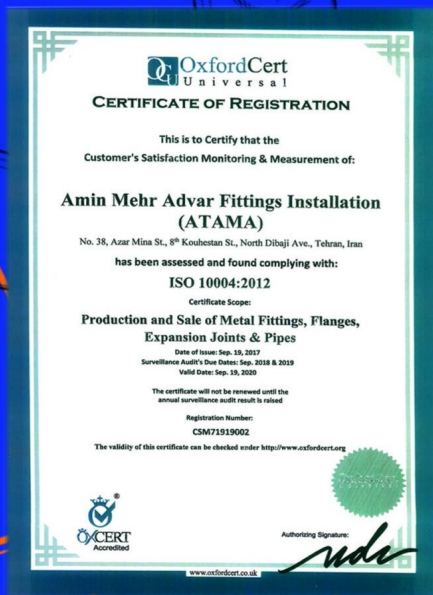 OxfordCert
Universal
CERTIFICATE OF REGISTRATION
This is to Certify that the
Customer's Satisfaction Monitoring & Measurement of:
Amin Mehr Advar Fittings Installation
(ATAMA)
No. 38, Azar Mina St., 8th Kouhestan St., North Dibaji Ave., Tehran, Iran
has been assessed and found complying with:
ISO 10004:2012
Certificate Scope:
Production and Sale of Metal Fittings, Flanges,
Expansion Joints & Pipes
Date of Issue: Sep. 19, 2017
Surveillance Audit's Due Dates: Sep. 2018 & 2019
Valid Date: Sep. 19, 2020
The certificate will not be renewed until the
annual surveillance audit result is raised
Registration Number:
CSM71919002
The validity of this certificate can be checked under http://www.oxfordcert.org
OXCERT
Accredited
Authorizing Signature:
www.oxfordcert.co.uk